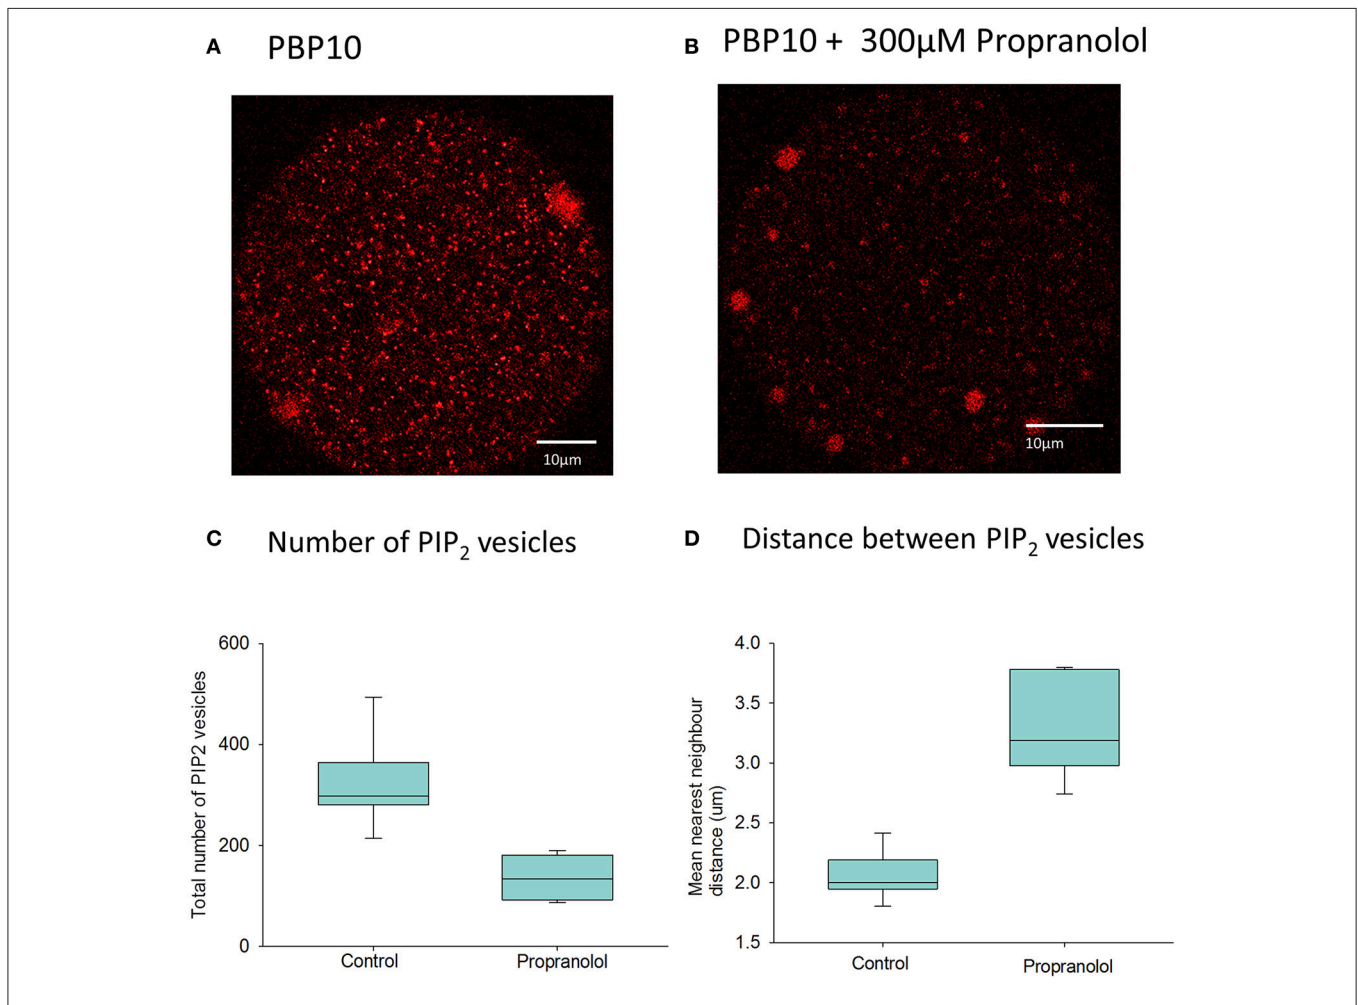 A PBP10
B PBP10 + 300µM Propranolol
10µm
10µm
C Number of PIP₂ vesicles
D Distance between PIP₂ vesicles
Total number of PIP2 vesicles
600
400
200
0
Control
Propranolol
Mean nearest neighbour
distance (um)
4.0
3.5
3.0
2.5
2.0
1.5
Control
Propranolol